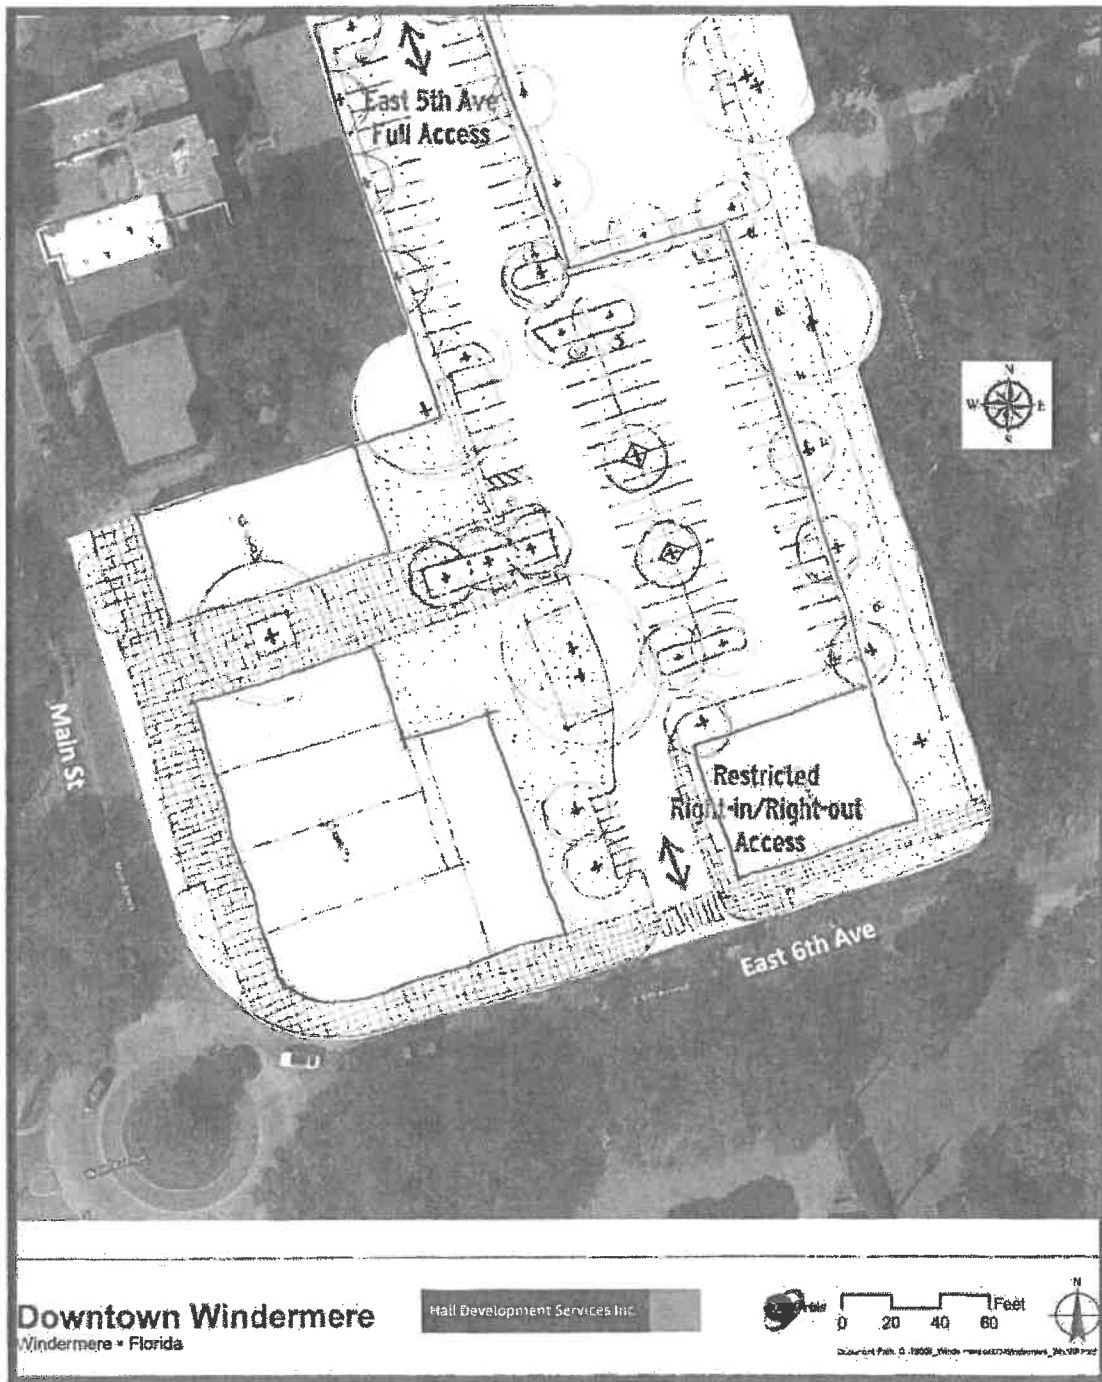 East 5th Ave
Full Access
N
W E
S
Main St
Restricted
Right-in/Right-out
Access
East 6th Ave
Downtown Windermere
Windermere • Florida
Hall Development Services Inc.
Feet
0 20 40 60
N